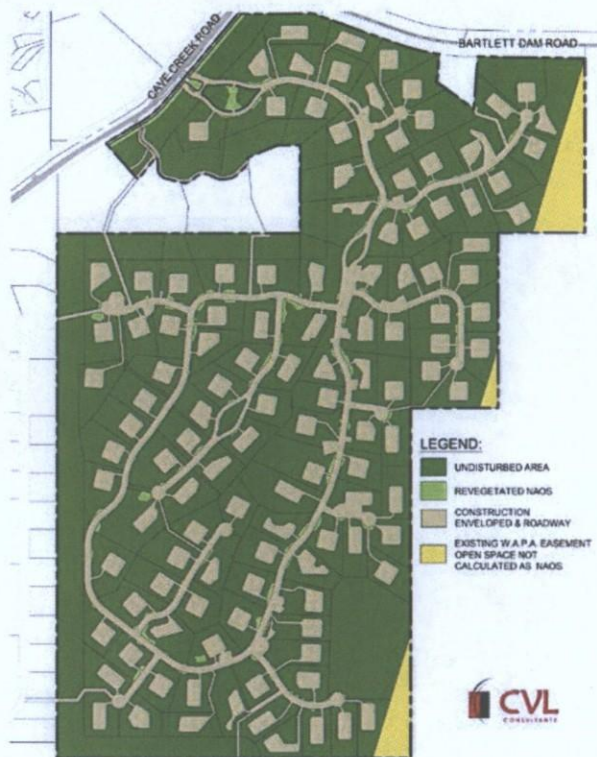 CAVE CREEK ROAD
BARTLETT DAM ROAD
LEGEND:
UNDISTURBED AREA
REVEGETATED NAOS
CONSTRUCTION
ENVELOPED & ROADWAY
EXISTING W.A.P.A. EASEMENT
OPEN SPACE NOT
CALCULATED AS NAOS
CVL
CONSULTANTS